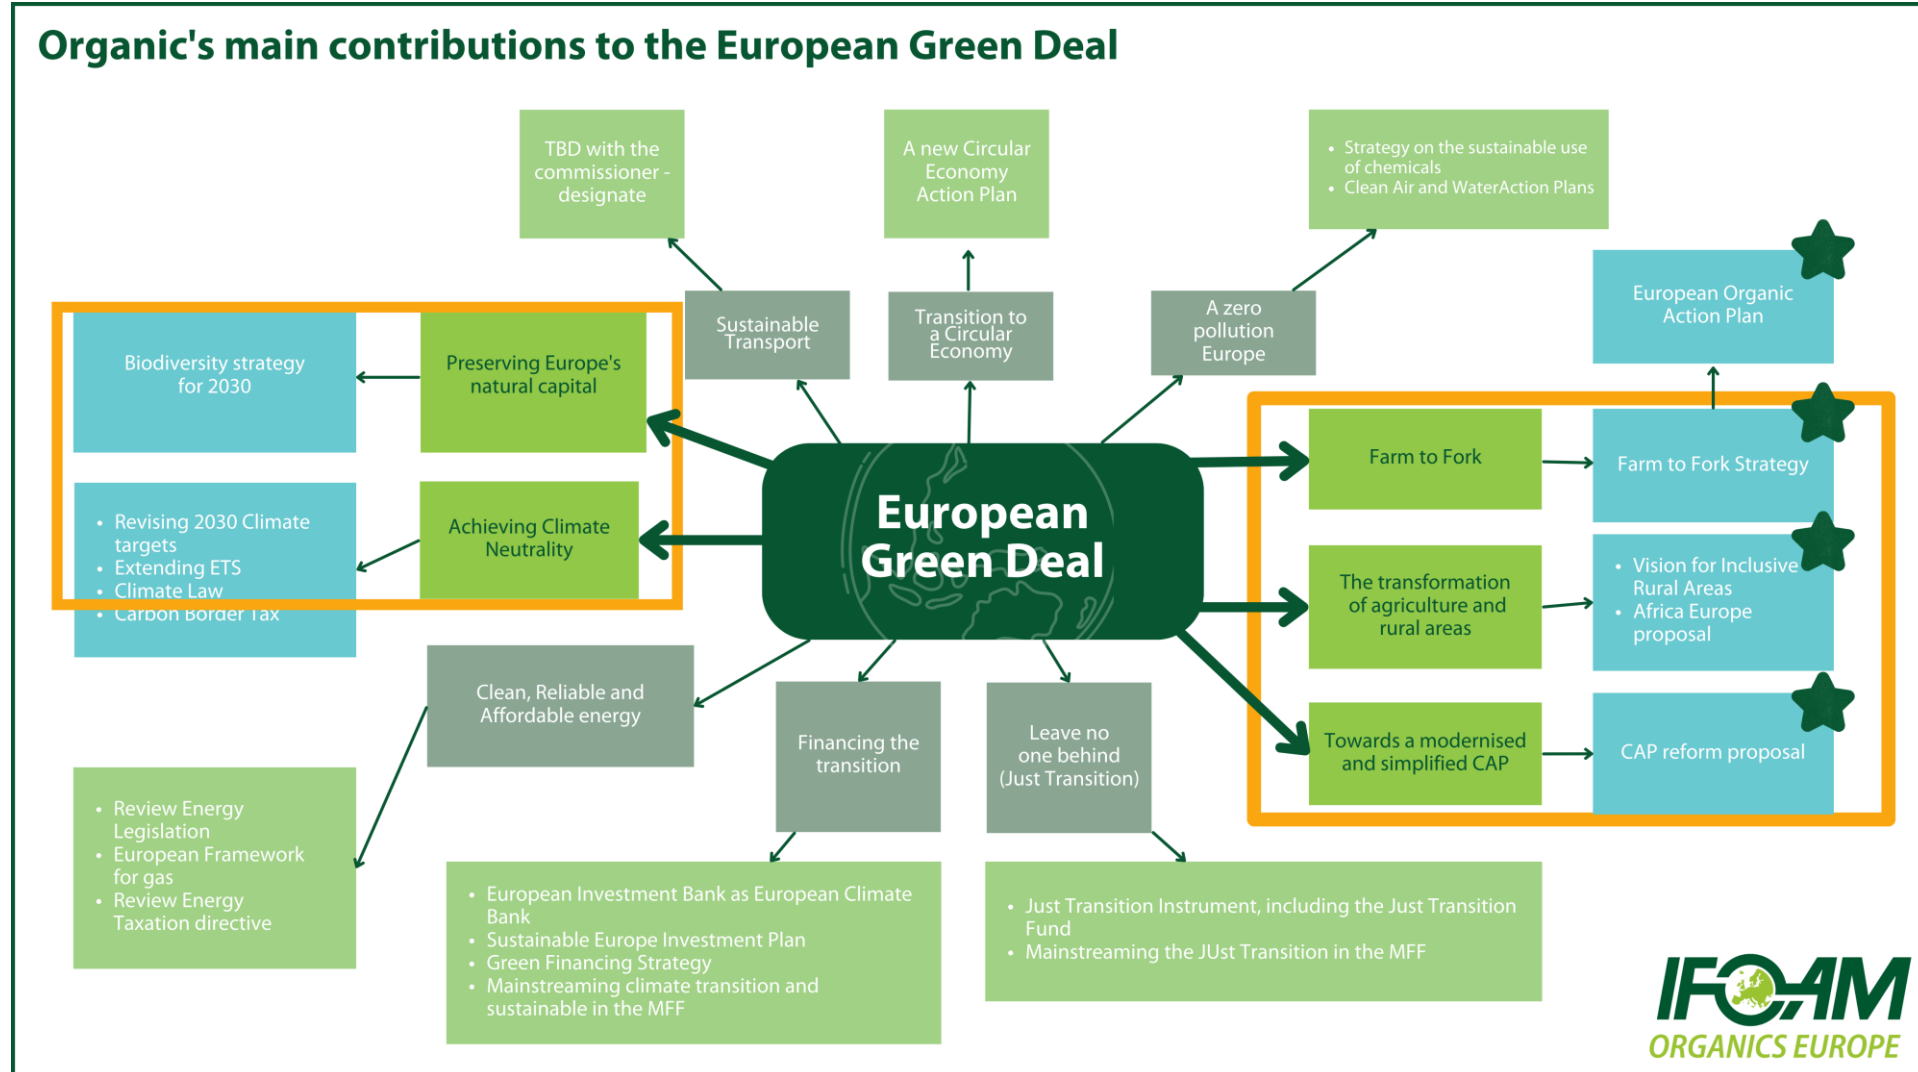 Organic's main contributions to the European Green Deal
TBD with the
commissioner -
designate
A new Circular
Economy
Action Plan
• Strategy on the sustainable use
of chemicals
• Clean Air and WaterAction Plans
European Organic
Action Plan
Sustainable
Transport
Transition to
a Circular
Economy
A zero
pollution
Europe
Biodiversity strategy
for 2030
Preserving Europe's
natural capital
• Revising 2030 Climate
targets
• Extending ETS
• Climate Law
• Carbon Border Tax
Achieving Climate
Neutrality
European
Green Deal
Farm to Fork
Farm to Fork Strategy
The transformation
of agriculture and
rural areas
• Vision for Inclusive
Rural Areas
• Africa Europe
proposal
Towards a modernised
and simplified CAP
CAP reform proposal
Clean, Reliable and
Affordable energy
Financing the
transition
Leave no
one behind
(Just Transition)
• Review Energy
Legislation
• European Framework
for gas
• Review Energy
Taxation directive
• European Investment Bank as European Climate
Bank
• Sustainable Europe Investment Plan
• Green Financing Strategy
• Mainstreaming climate transition and
sustainable in the MFF
• Just Transition Instrument, including the Just Transition
Fund
• Mainstreaming the JUst Transition in the MFF
IFOAM
ORGANICS EUROPE